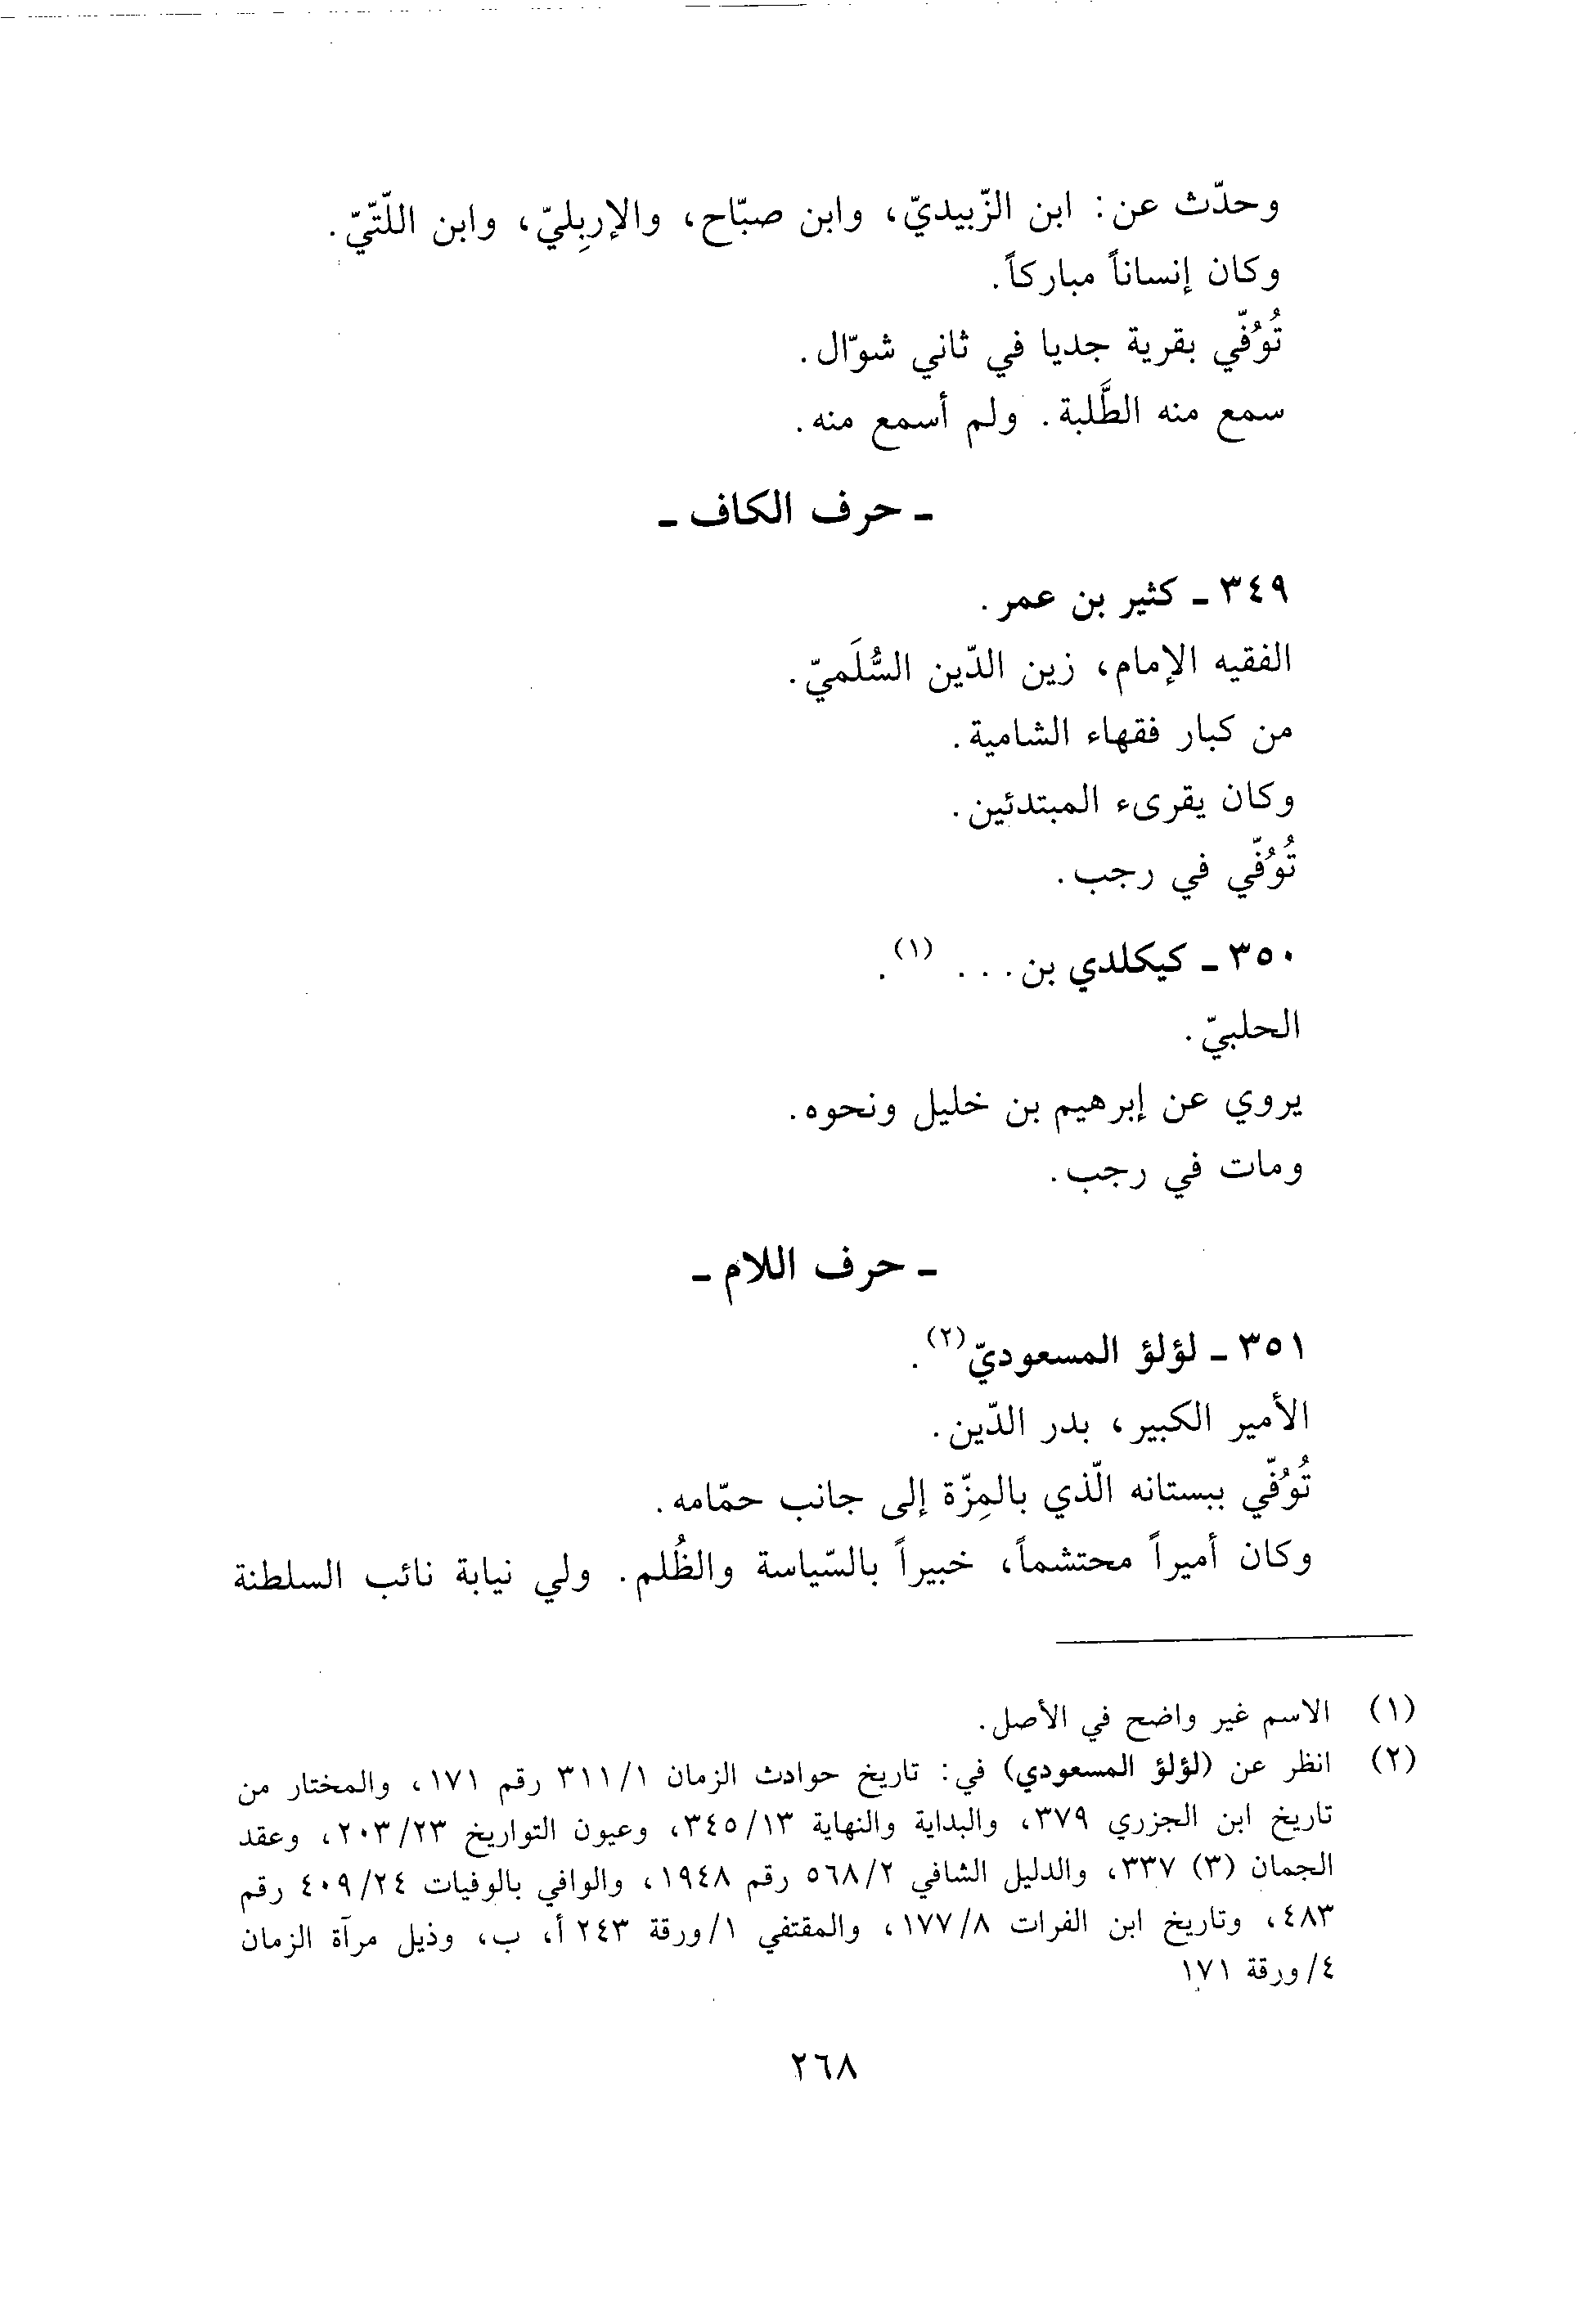 وحدّث عن: ابن الزّبيديّ، وابن صبّاح، والإربِليّ، وابن اللّتّيّ.
وكان إنساناً مباركاً.
تُوُفّي بقرية جديا في ثاني شوّال.
سمع منه الطَّلبة. ولم أسمع منه.
ـ حرف الكاف ـ
٣٤٩ ـ كثير بن عمر.
الفقيه الإمام، زين الدّين السُّلَميّ.
من كبار فقهاء الشامية.
وكان يقرىء المبتدئين.
تُوُفّي في رجب.
٣٥٠ ـ كيكلدي بن . . . (١).
الحلبيّ.
يروي عن إبرهيم بن خليل ونحوه.
ومات في رجب.
ـ حرف اللام ـ
٣٥١ ـ لؤلؤ المسعوديّ(٢).
الأمير الكبير، بدر الدّين.
تُوُفّي ببستانه الّذي بالمِزّة إلى جانب حمّامه.
وكان أميراً محتشماً، خبيراً بالسّياسة والظُلم. ولي نيابة نائب السلطنة
(١) الاسم غير واضح في الأصل.
(٢) انظر عن (لؤلؤ المسعودي) في: تاريخ حوادث الزمان ٣١١/١ رقم ١٧١، والمختار من
تاريخ ابن الجزري ٣٧٩، والبداية والنهاية ٣٤٥/١٣، وعيون التواريخ ٢٠٣/٢٣، وعقد
الجمان (٣) ٣٣٧، والدليل الشافي ٥٦٨/٢ رقم ١٩٤٨، والوافي بالوفيات ٤٠٩/٢٤ رقم
٤٨٣، وتاريخ ابن الفرات ١٧٧/٨، والمقتفي ١/ورقة ٢٤٣ أ، ب، وذيل مرآة الزمان
٤/ورقة ١٧١
٢٦٨